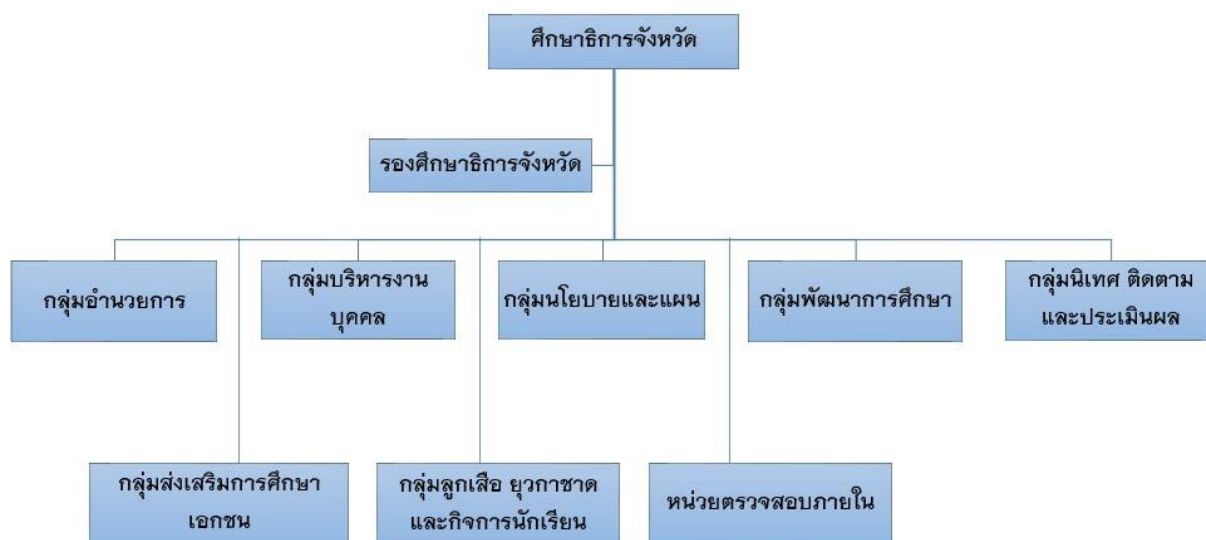 ศึกษาธิการจังหวัด
รองศึกษาธิการจังหวัด
กลุ่มอำนวยการ
กลุ่มบริหารงาน
บุคคล
กลุ่มนโยบายและแผน
กลุ่มพัฒนาการศึกษา
กลุ่มนิเทศ ติดตาม
และประเมินผล
กลุ่มส่งเสริมการศึกษา
เอกชน
กลุ่มลูกเสือ ยุวกาชาด
และกิจการนักเรียน
หน่วยตรวจสอบภายใน